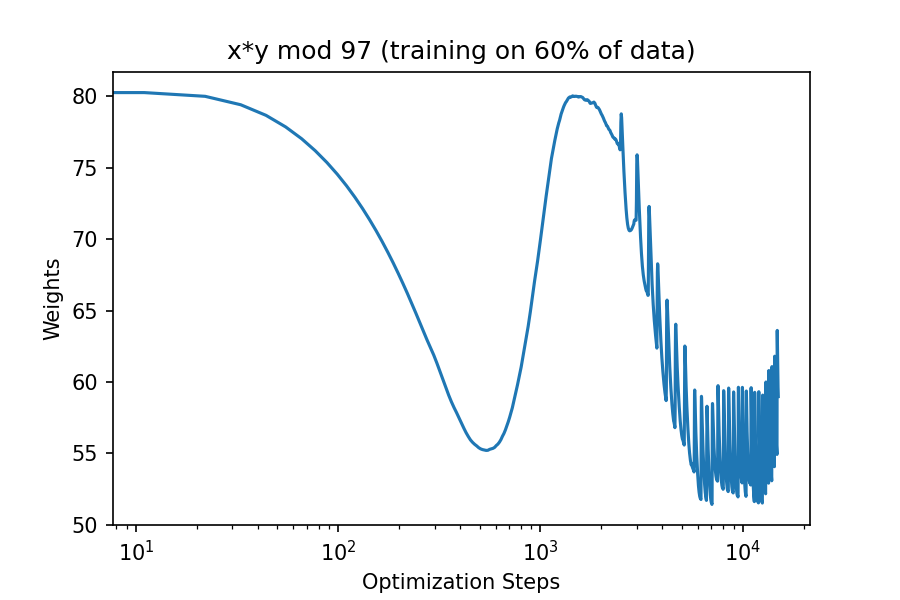 x*y mod 97 (training on 60% of data)
Weights
80
75
70
65
60
55
50
10¹ 10² 10³ 10⁴
Optimization Steps